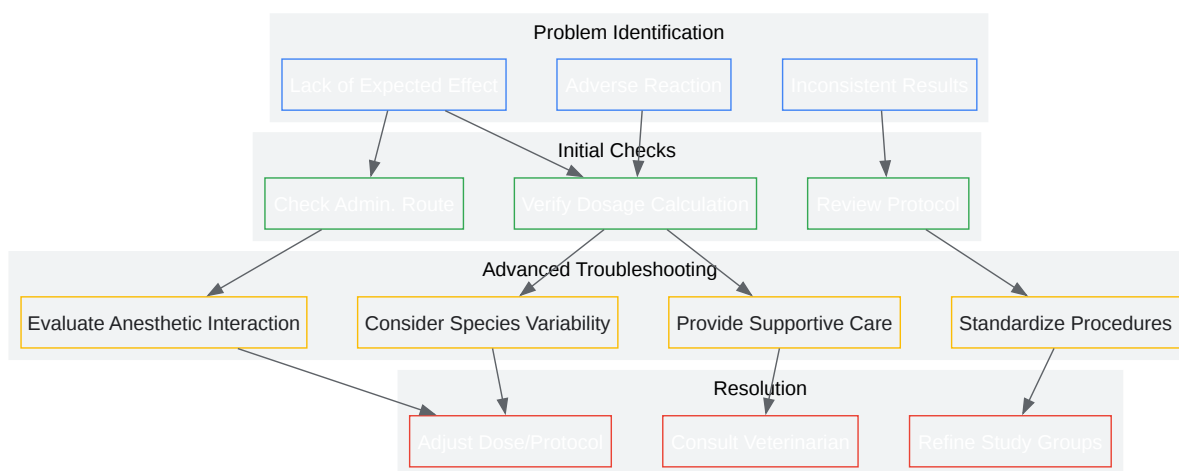 Problem Identification
Lack of Expected Effect
Adverse Reaction
Inconsistent Results
Initial Checks
Check Admin. Route
Verify Dosage Calculation
Review Protocol
Advanced Troubleshooting
Evaluate Anesthetic Interaction
Consider Species Variability
Provide Supportive Care
Standardize Procedures
Resolution
Adjust Dose/Protocol
Consult Veterinarian
Refine Study Groups